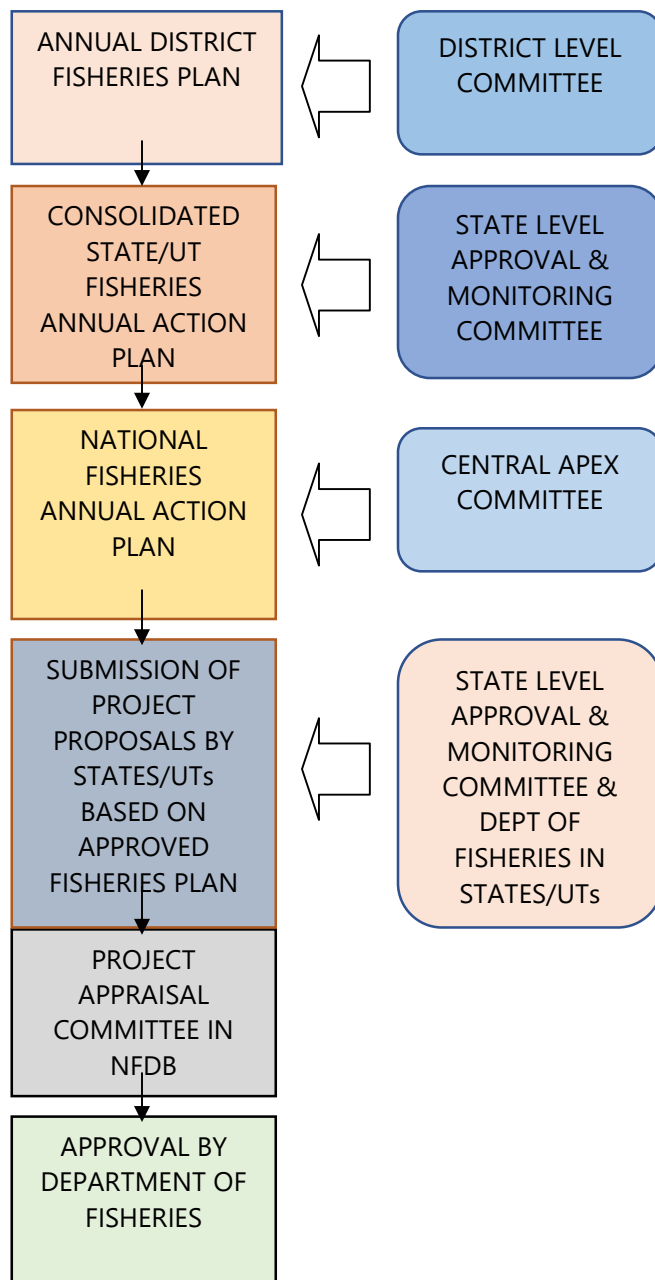 ANNUAL DISTRICT
FISHERIES PLAN
DISTRICT LEVEL
COMMITTEE
CONSOLIDATED
STATE/UT
FISHERIES
ANNUAL ACTION
PLAN
STATE LEVEL
APPROVAL &
MONITORING
COMMITTEE
NATIONAL
FISHERIES
ANNUAL ACTION
PLAN
CENTRAL APEX
COMMITTEE
SUBMISSION OF
PROJECT
PROPOSALS BY
STATES/UTs
BASED ON
APPROVED
FISHERIES PLAN
STATE LEVEL
APPROVAL &
MONITORING
COMMITTEE &
DEPT OF
FISHERIES IN
STATES/UTs
PROJECT
APPRAISAL
COMMITTEE IN
NFDB
APPROVAL BY
DEPARTMENT OF
FISHERIES